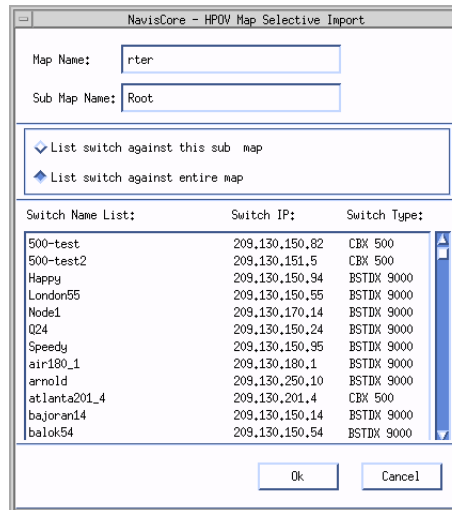 NavisCore - HPOV Map Selective Import
Map Name: rter
Sub Map Name: Root
List switch against this sub map
List switch against entire map
Switch Name List: Switch IP: Switch Type:
500-test 209.130.150.82 CBX 500
500-test2 209.130.151.5 CBX 500
Happy 209.130.150.94 BSTDX 9000
London55 209.130.150.55 BSTDX 9000
Node1 209.130.170.14 BSTDX 9000
Q24 209.130.150.24 BSTDX 9000
Speedy 209.130.150.95 BSTDX 9000
air180_1 209.130.180.1 BSTDX 9000
arnold 209.130.250.10 BSTDX 9000
atlanta201_4 209.130.201.4 CBX 500
bajoran14 209.130.150.14 BSTDX 9000
balok54 209.130.150.54 BSTDX 9000
Ok Cancel